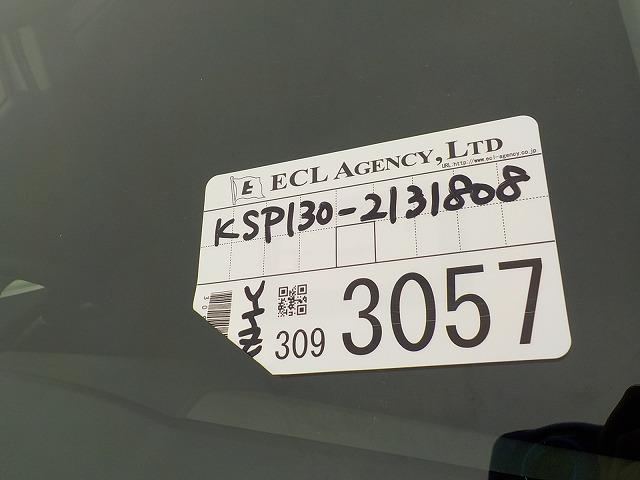 E ECL AGENCY, LTD
URL:http://www.ecl-agency.co.jp
KSP130-2131808
309 3057